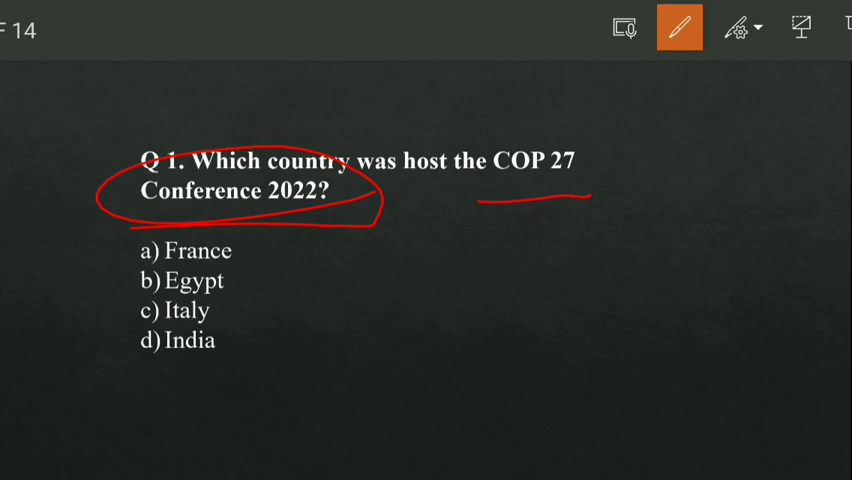 F 14
Q 1. Which country was host the COP 27
Conference 2022?
a) France
b) Egypt
c) Italy
d) India